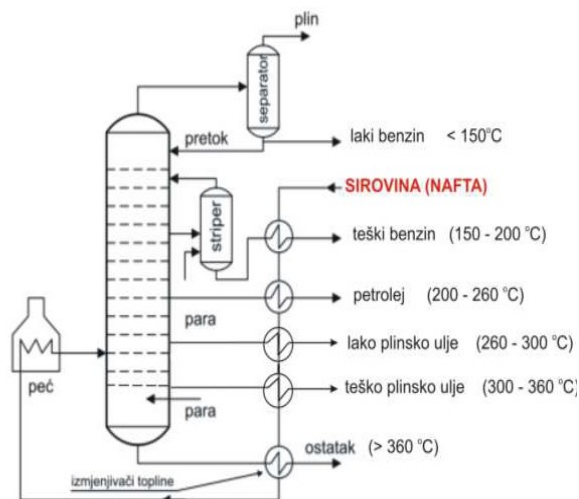 plin
separator
pretok
laki benzin < 150°C
SIROVINA (NAFTA)
striper
teški benzin (150 - 200 °C)
petrolej (200 - 260 °C)
para
lako plinsko ulje (260 - 300 °C)
peć
teško plinsko ulje (300 - 360 °C)
para
ostatak (> 360 °C)
izmjenjivači topline